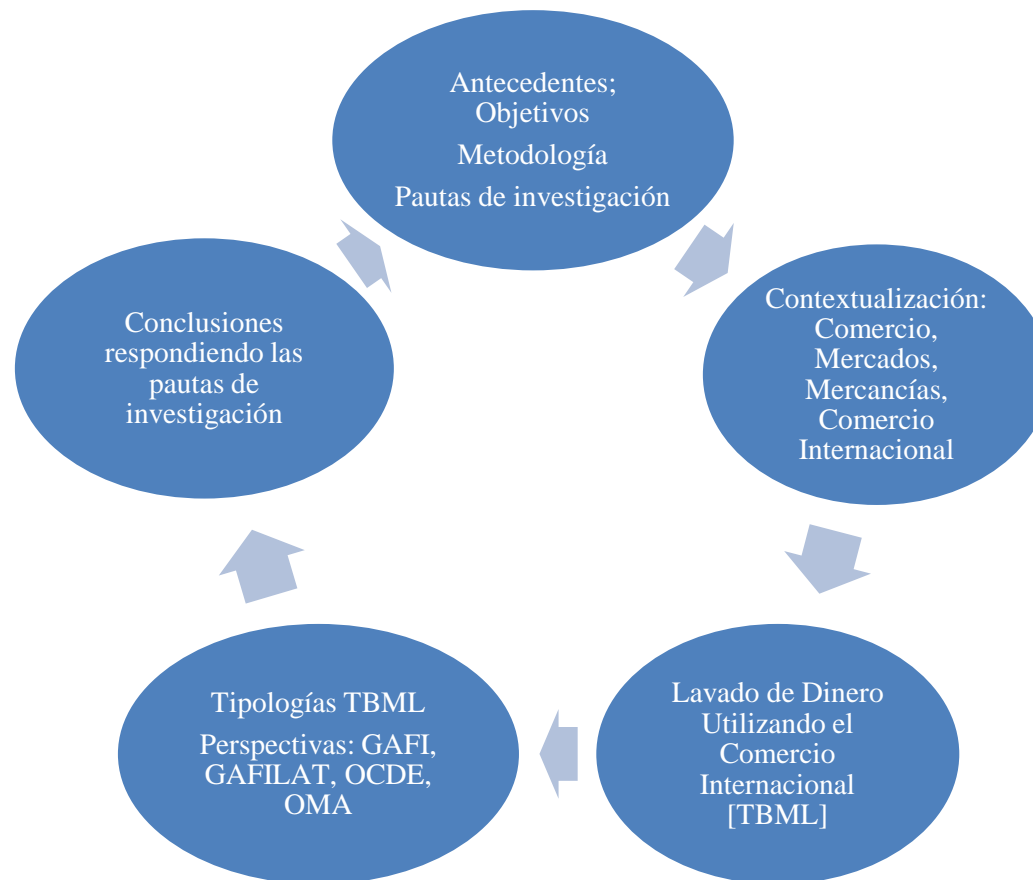 Antecedentes;
Objetivos
Metodología
Pautas de investigación
Contextualización:
Comercio,
Mercados,
Mercancías,
Comercio
Internacional
Lavado de Dinero
Utilizando el
Comercio
Internacional
[TBML]
Tipologías TBML
Perspectivas: GAFI,
GAFILAT, OCDE,
OMA
Conclusiones
respondiendo las
pautas de
investigación